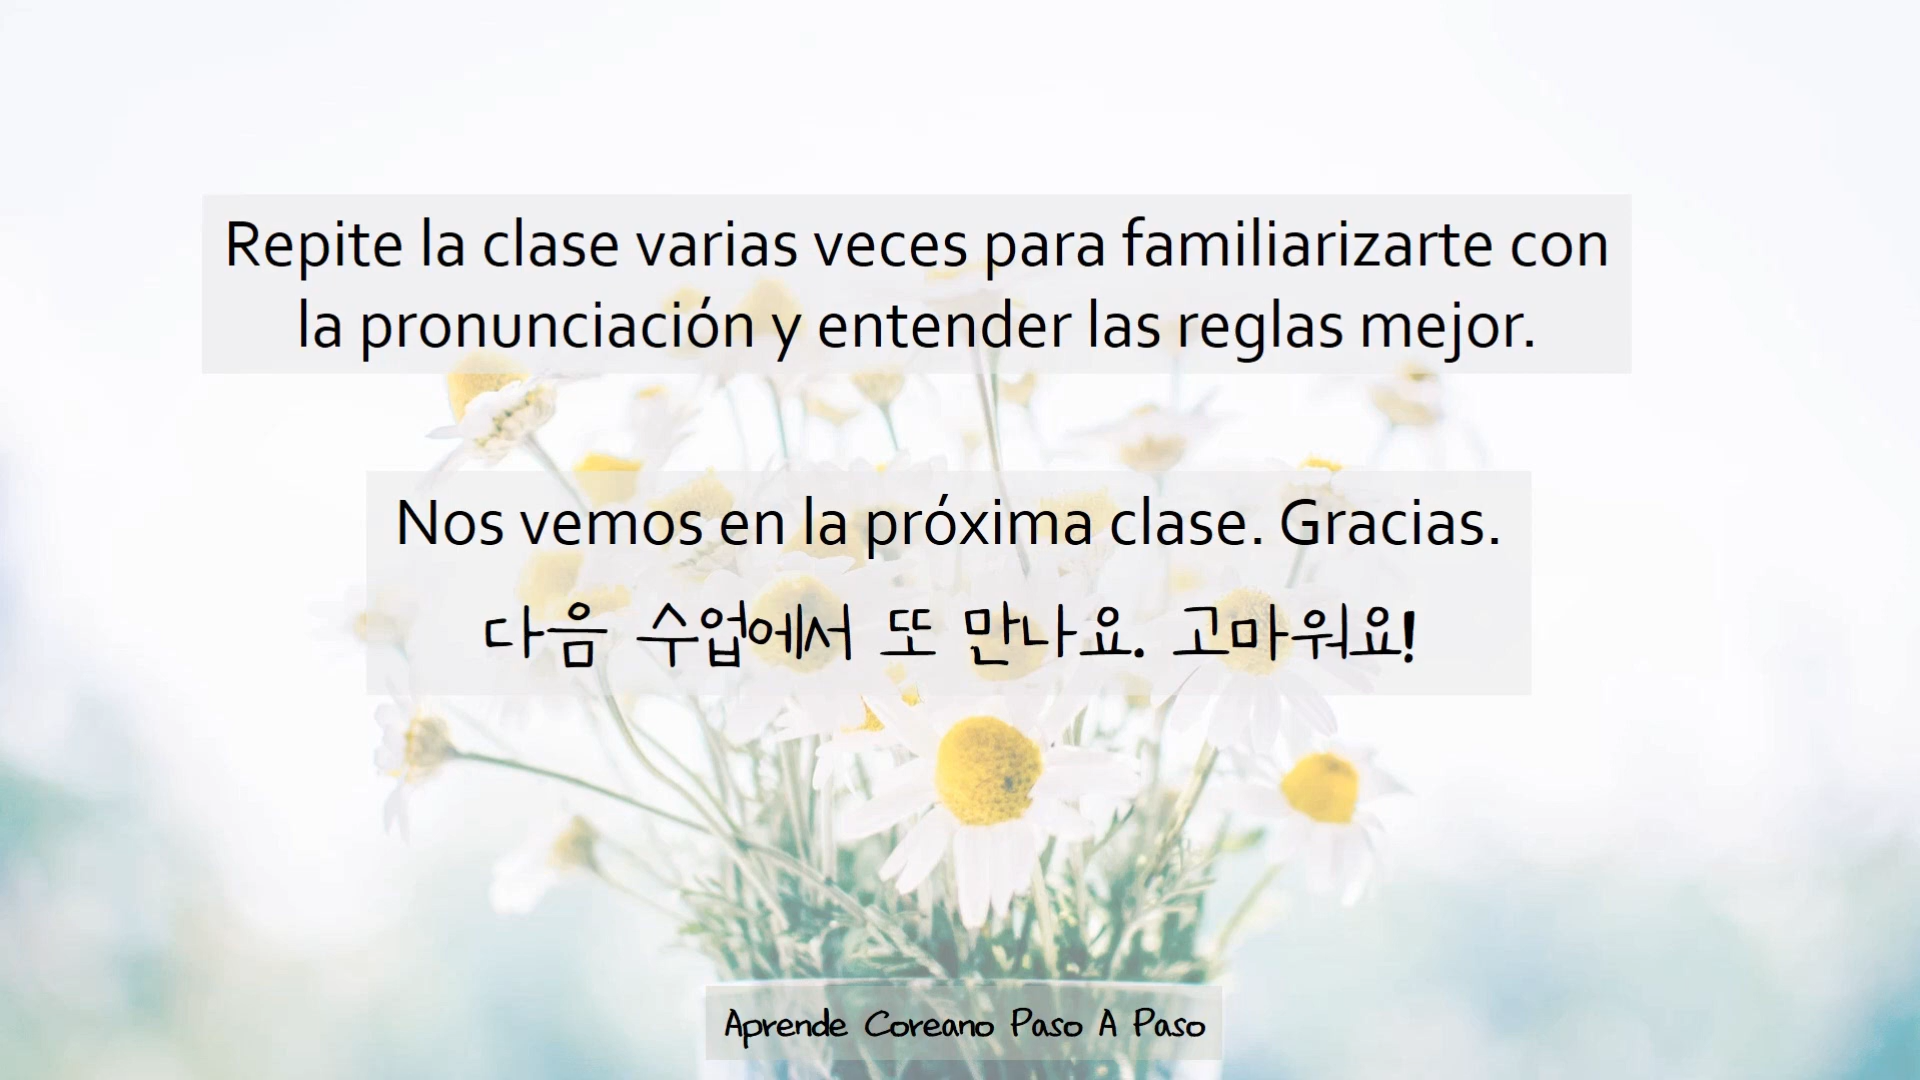 Repite la clase varias veces para familiarizarte con
la pronunciación y entender las reglas mejor.
Nos vemos en la próxima clase. Gracias.
다음 수업에서 또 만나요. 고마워요!
Aprende Coreano Paso A Paso